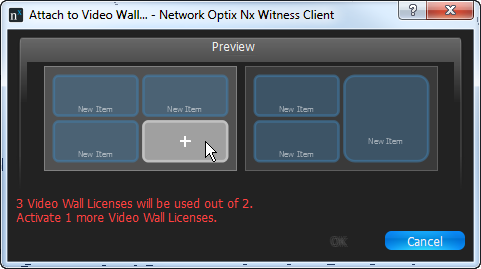 Attach to Video Wall... - Network Optix Nx Witness Client
Preview
New Item New Item
New Item
New Item
New Item
New Item
3 Video Wall Licenses will be used out of 2.
Activate 1 more Video Wall Licenses.
OK Cancel